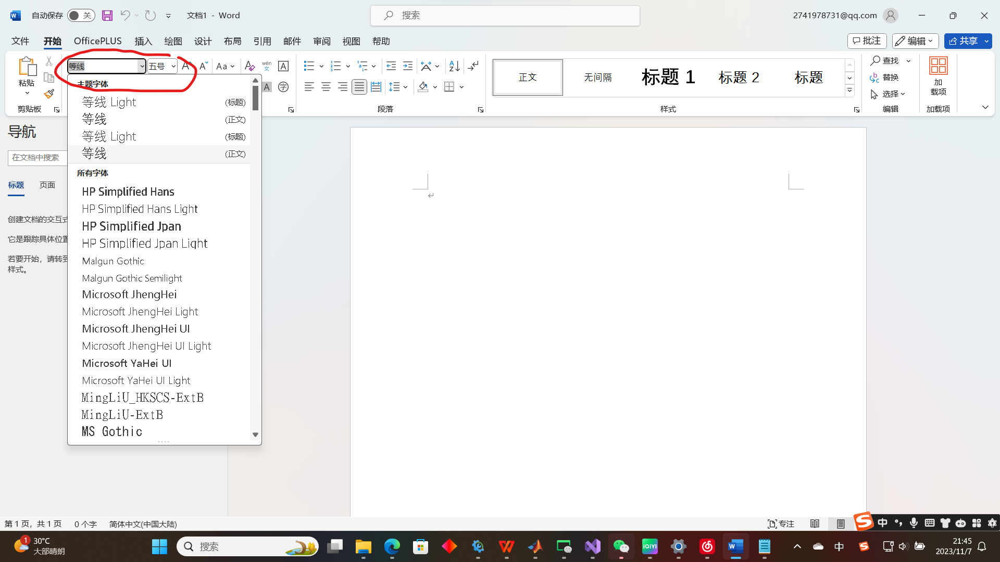 自动保存 关 文档1 - Word
搜索
2741978731@qq.com
文件 开始 OfficePLUS 插入 绘图 设计 布局 引用 邮件 审阅 视图 帮助
批注 编辑 共享
粘贴
剪贴板
等线 五号
Aa
wén
文
A
字
段落
正文 无间隔 标题 1 标题 2 标题
样式
查找
替换
选择
编辑
加
载项
加载项
导航
在文档中搜索
标题 页面
创建文档的交互式
它是跟踪具体位置
若要开始，请转到
样式。
主题字体
等线 Light (标题)
等线 (正文)
等线 Light (标题)
等线 (正文)
所有字体
HP Simplified Hans
HP Simplified Hans Light
HP Simplified Jpan
HP Simplified Jpan Light
Malgun Gothic
Malgun Gothic Semilight
Microsoft JhengHei
Microsoft JhengHei Light
Microsoft JhengHei UI
Microsoft JhengHei UI Light
Microsoft YaHei UI
Microsoft YaHei UI Light
MingLiU_HKSCS-ExtB
MingLiU-ExtB
MS Gothic
第 1 页，共 1 页 0 个字 简体中文(中国大陆)
专注
中
1
30°C
大部晴朗
搜索
iQIYI
中
21:45
2023/11/7